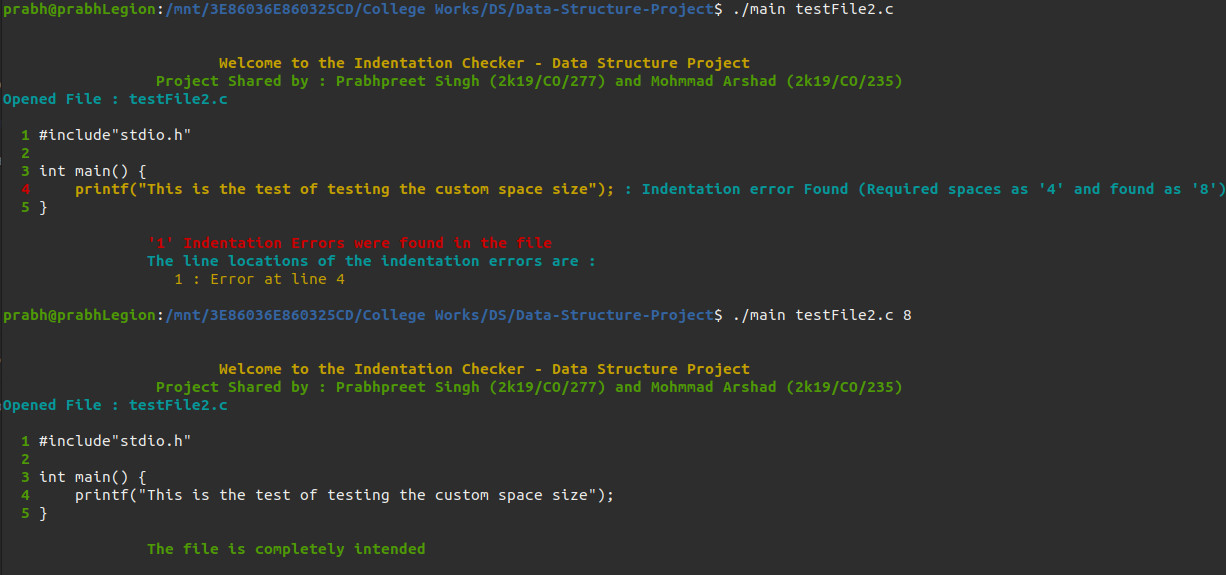 prabh@prabhLegion:/mnt/3E86036E860325CD/College Works/DS/Data-Structure-Project$ ./main testFile2.c
Welcome to the Indentation Checker - Data Structure Project
Project Shared by : Prabhpreet Singh (2k19/CO/277) and Mohmmad Arshad (2k19/CO/235)
Opened File : testFile2.c
1 #include"stdio.h"
2
3 int main() {
4     printf("This is the test of testing the custom space size"); : Indentation error Found (Required spaces as '4' and found as '8')
5 }
'1' Indentation Errors were found in the file
The line locations of the indentation errors are :
1 : Error at line 4
prabh@prabhLegion:/mnt/3E86036E860325CD/College Works/DS/Data-Structure-Project$ ./main testFile2.c 8
Welcome to the Indentation Checker - Data Structure Project
Project Shared by : Prabhpreet Singh (2k19/CO/277) and Mohmmad Arshad (2k19/CO/235)
Opened File : testFile2.c
1 #include"stdio.h"
2
3 int main() {
4     printf("This is the test of testing the custom space size");
5 }
The file is completely intended